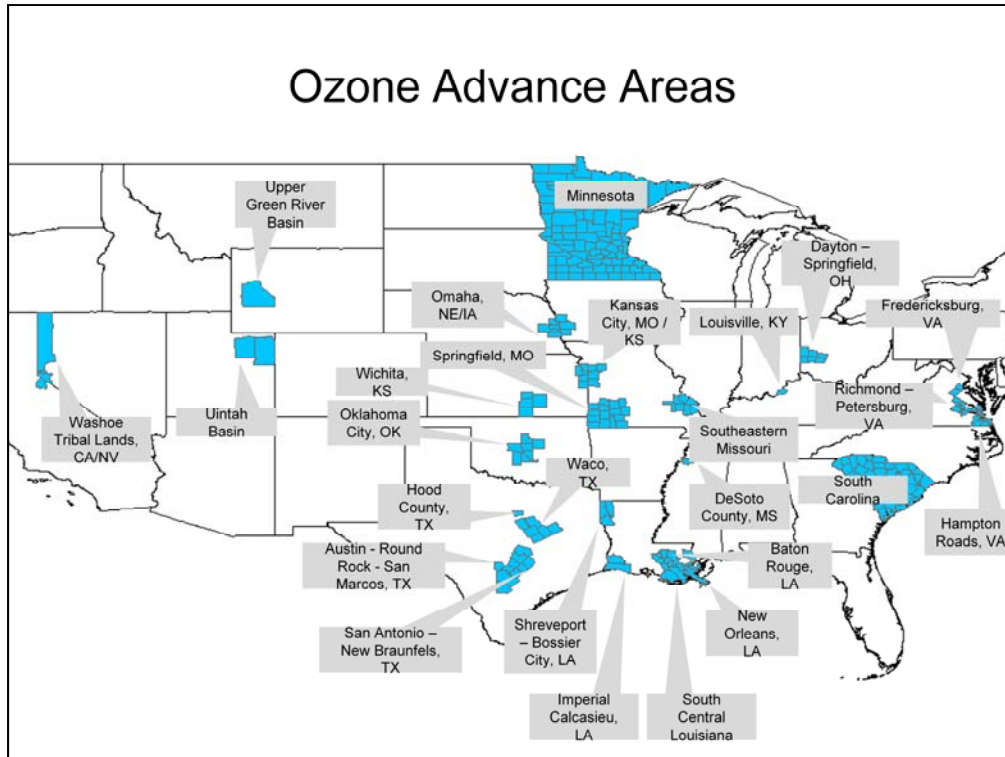 Ozone Advance Areas
Upper
Green River
Basin
Minnesota
Dayton –
Springfield,
OH
Omaha,
NE/IA
Kansas
City, MO /
KS
Louisville, KY
Fredericksburg,
VA
Springfield, MO
Wichita,
KS
Richmond –
Petersburg,
VA
Washoe
Tribal Lands,
CA/NV
Uintah
Basin
Oklahoma
City, OK
Southeastern
Missouri
Waco,
TX
Hood
County,
TX
DeSoto
County, MS
South
Carolina
Hampton
Roads, VA
Austin - Round
Rock - San
Marcos, TX
Baton
Rouge,
LA
San Antonio –
New Braunfels,
TX
Shreveport
– Bossier
City, LA
New
Orleans,
LA
Imperial
Calcasieu,
LA
South
Central
Louisiana